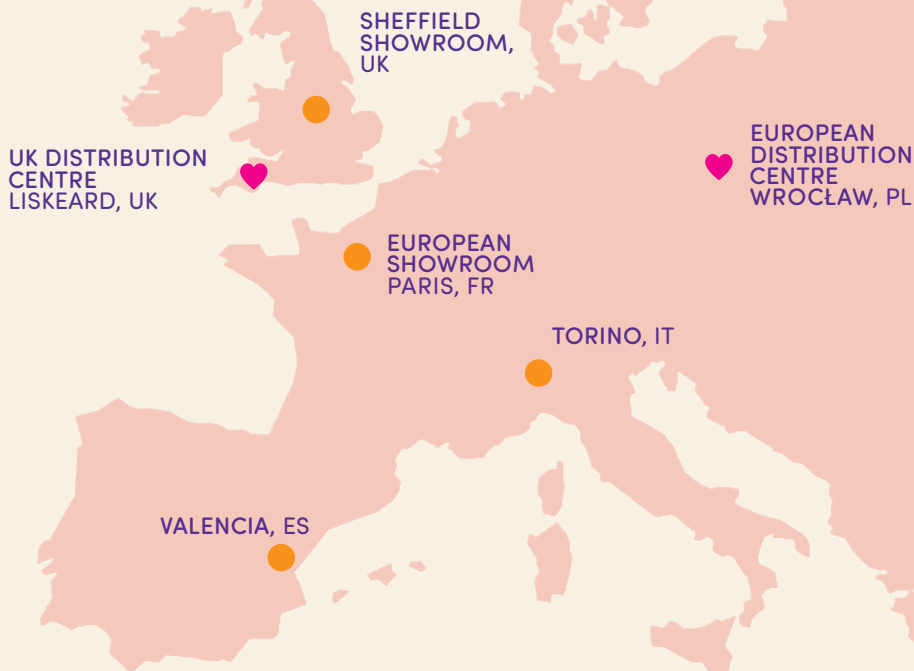 SHEFFIELD
SHOWROOM,
UK
UK DISTRIBUTION
CENTRE
LISKEARD, UK
EUROPEAN
DISTRIBUTION
CENTRE
WROCŁAW, PL
EUROPEAN
SHOWROOM
PARIS, FR
TORINO, IT
VALENCIA, ES